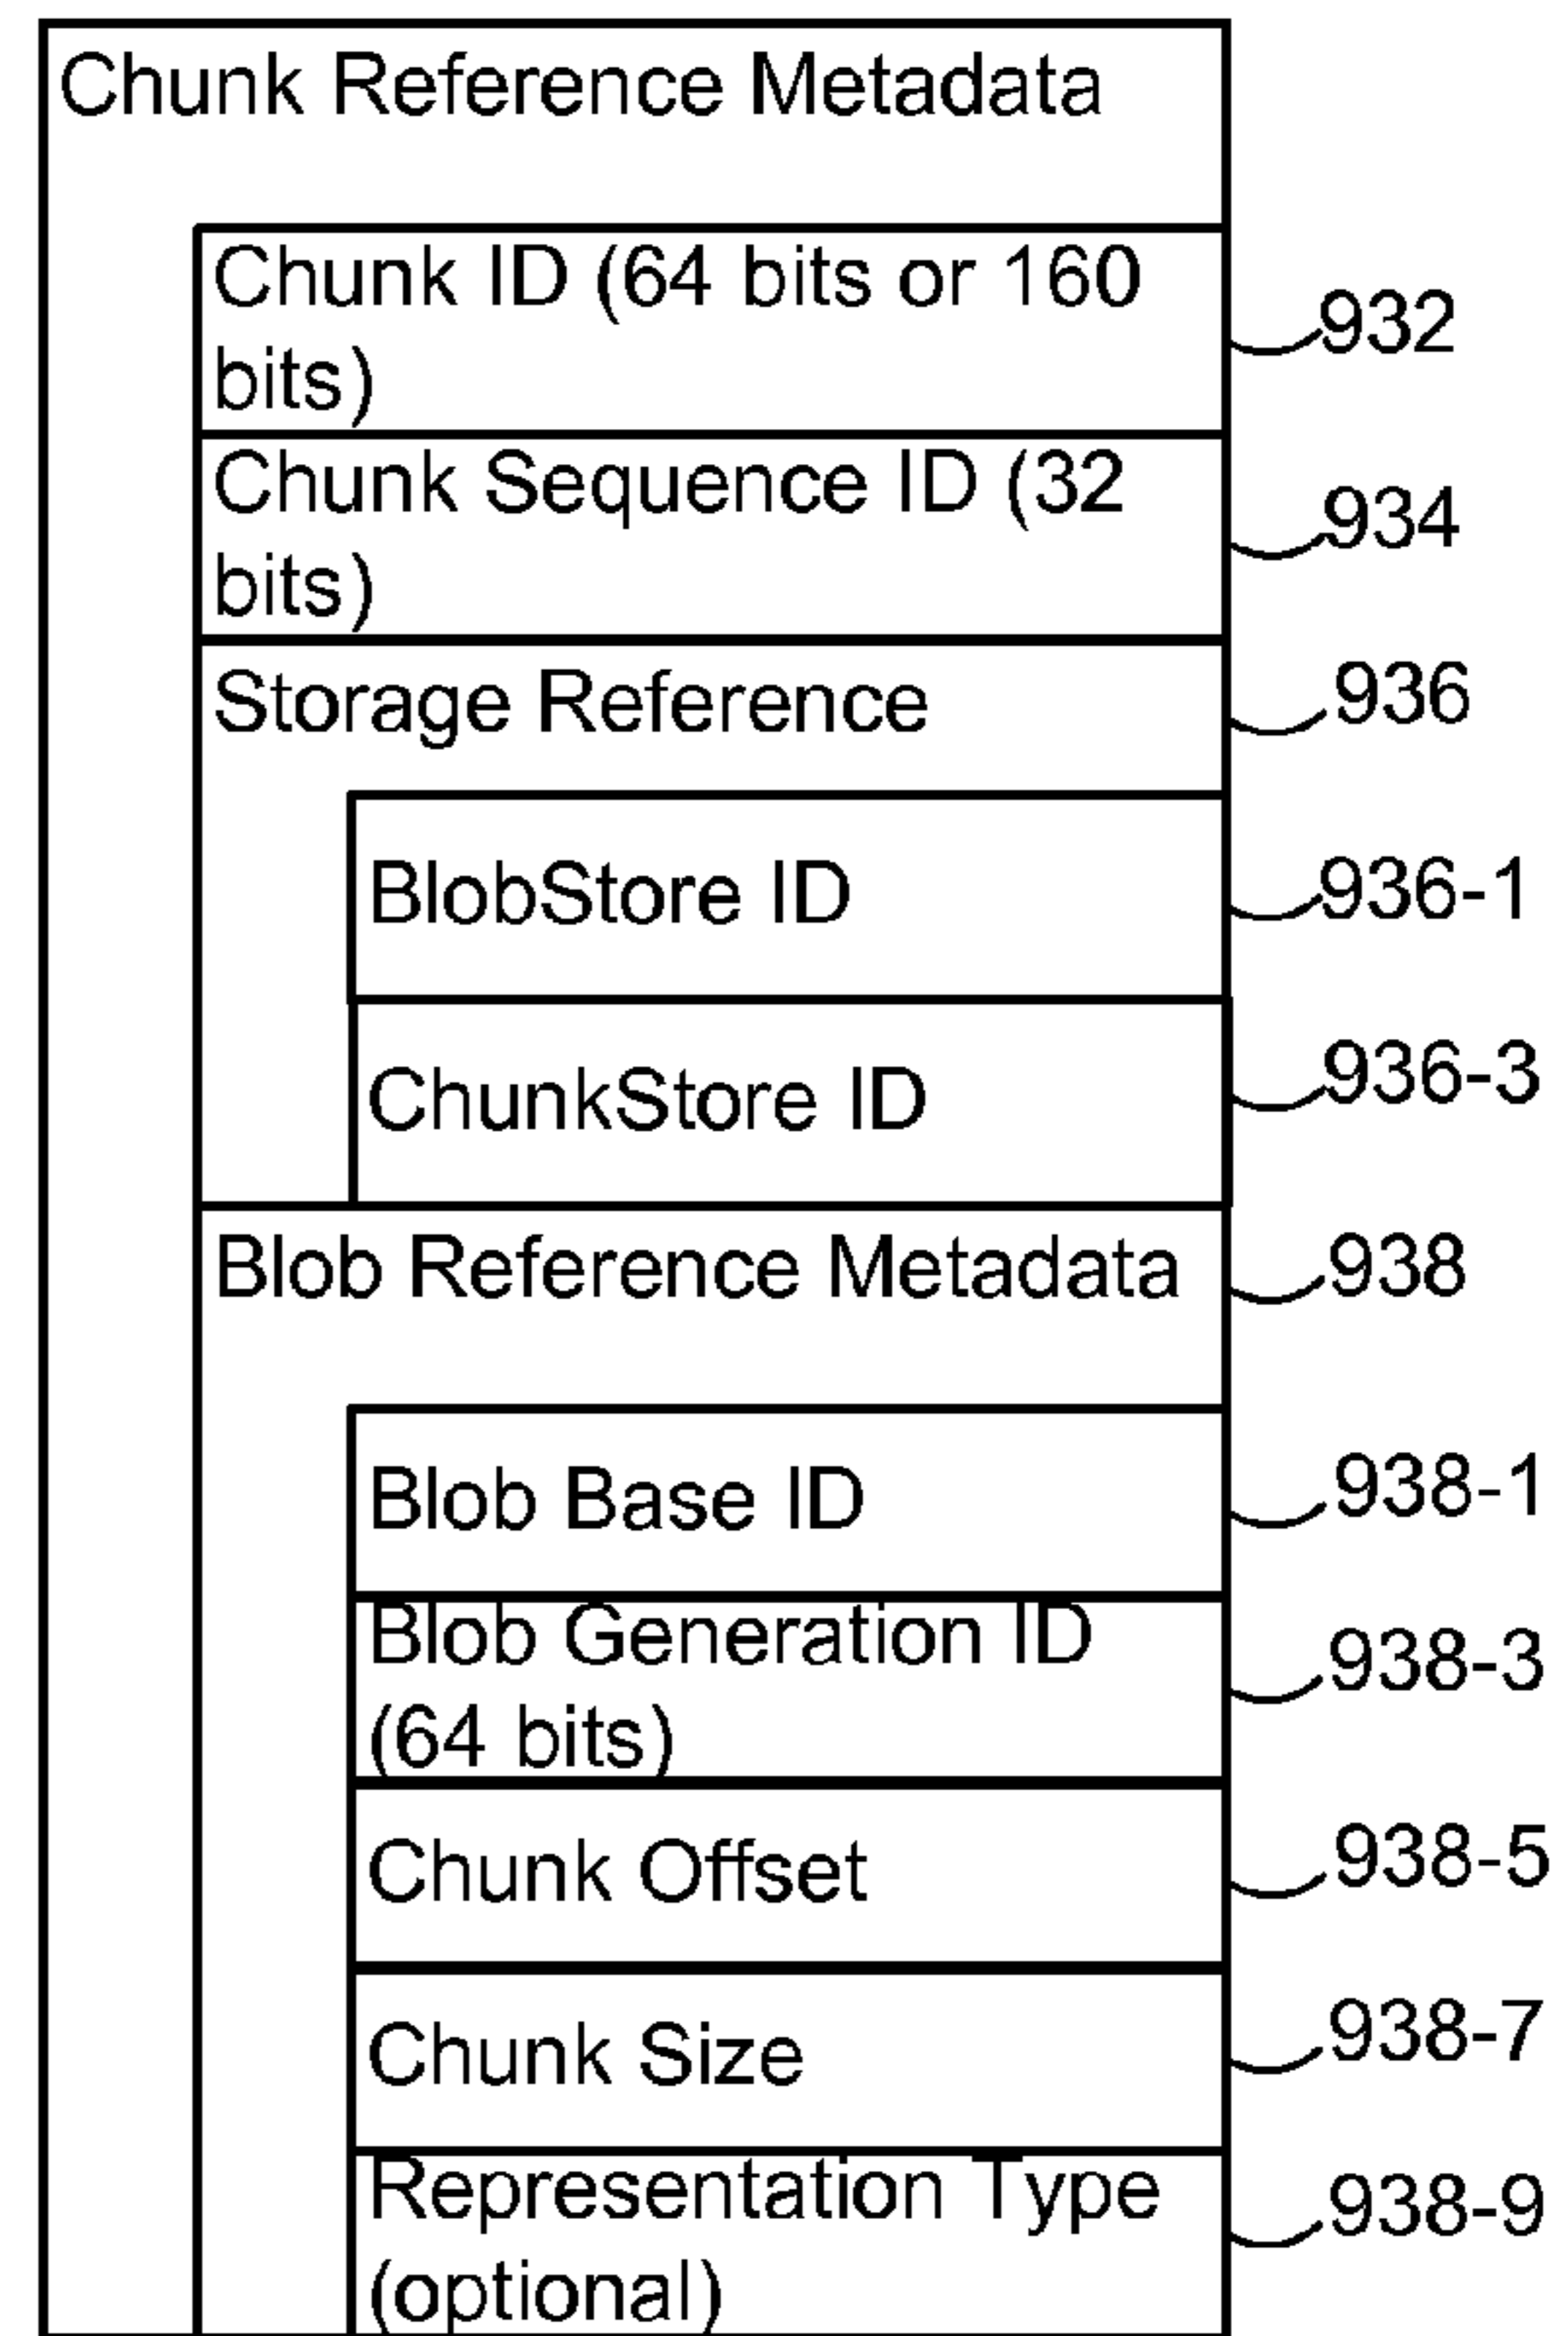 Chunk Reference Metadata
Chunk ID (64 bits or 160
bits)
932
Chunk Sequence ID (32
bits)
934
Storage Reference
936
BlobStore ID
936-1
ChunkStore ID
936-3
Blob Reference Metadata
938
Blob Base ID
938-1
Blob Generation ID
(64 bits)
938-3
Chunk Offset
938-5
Chunk Size
938-7
Representation Type
(optional)
938-9